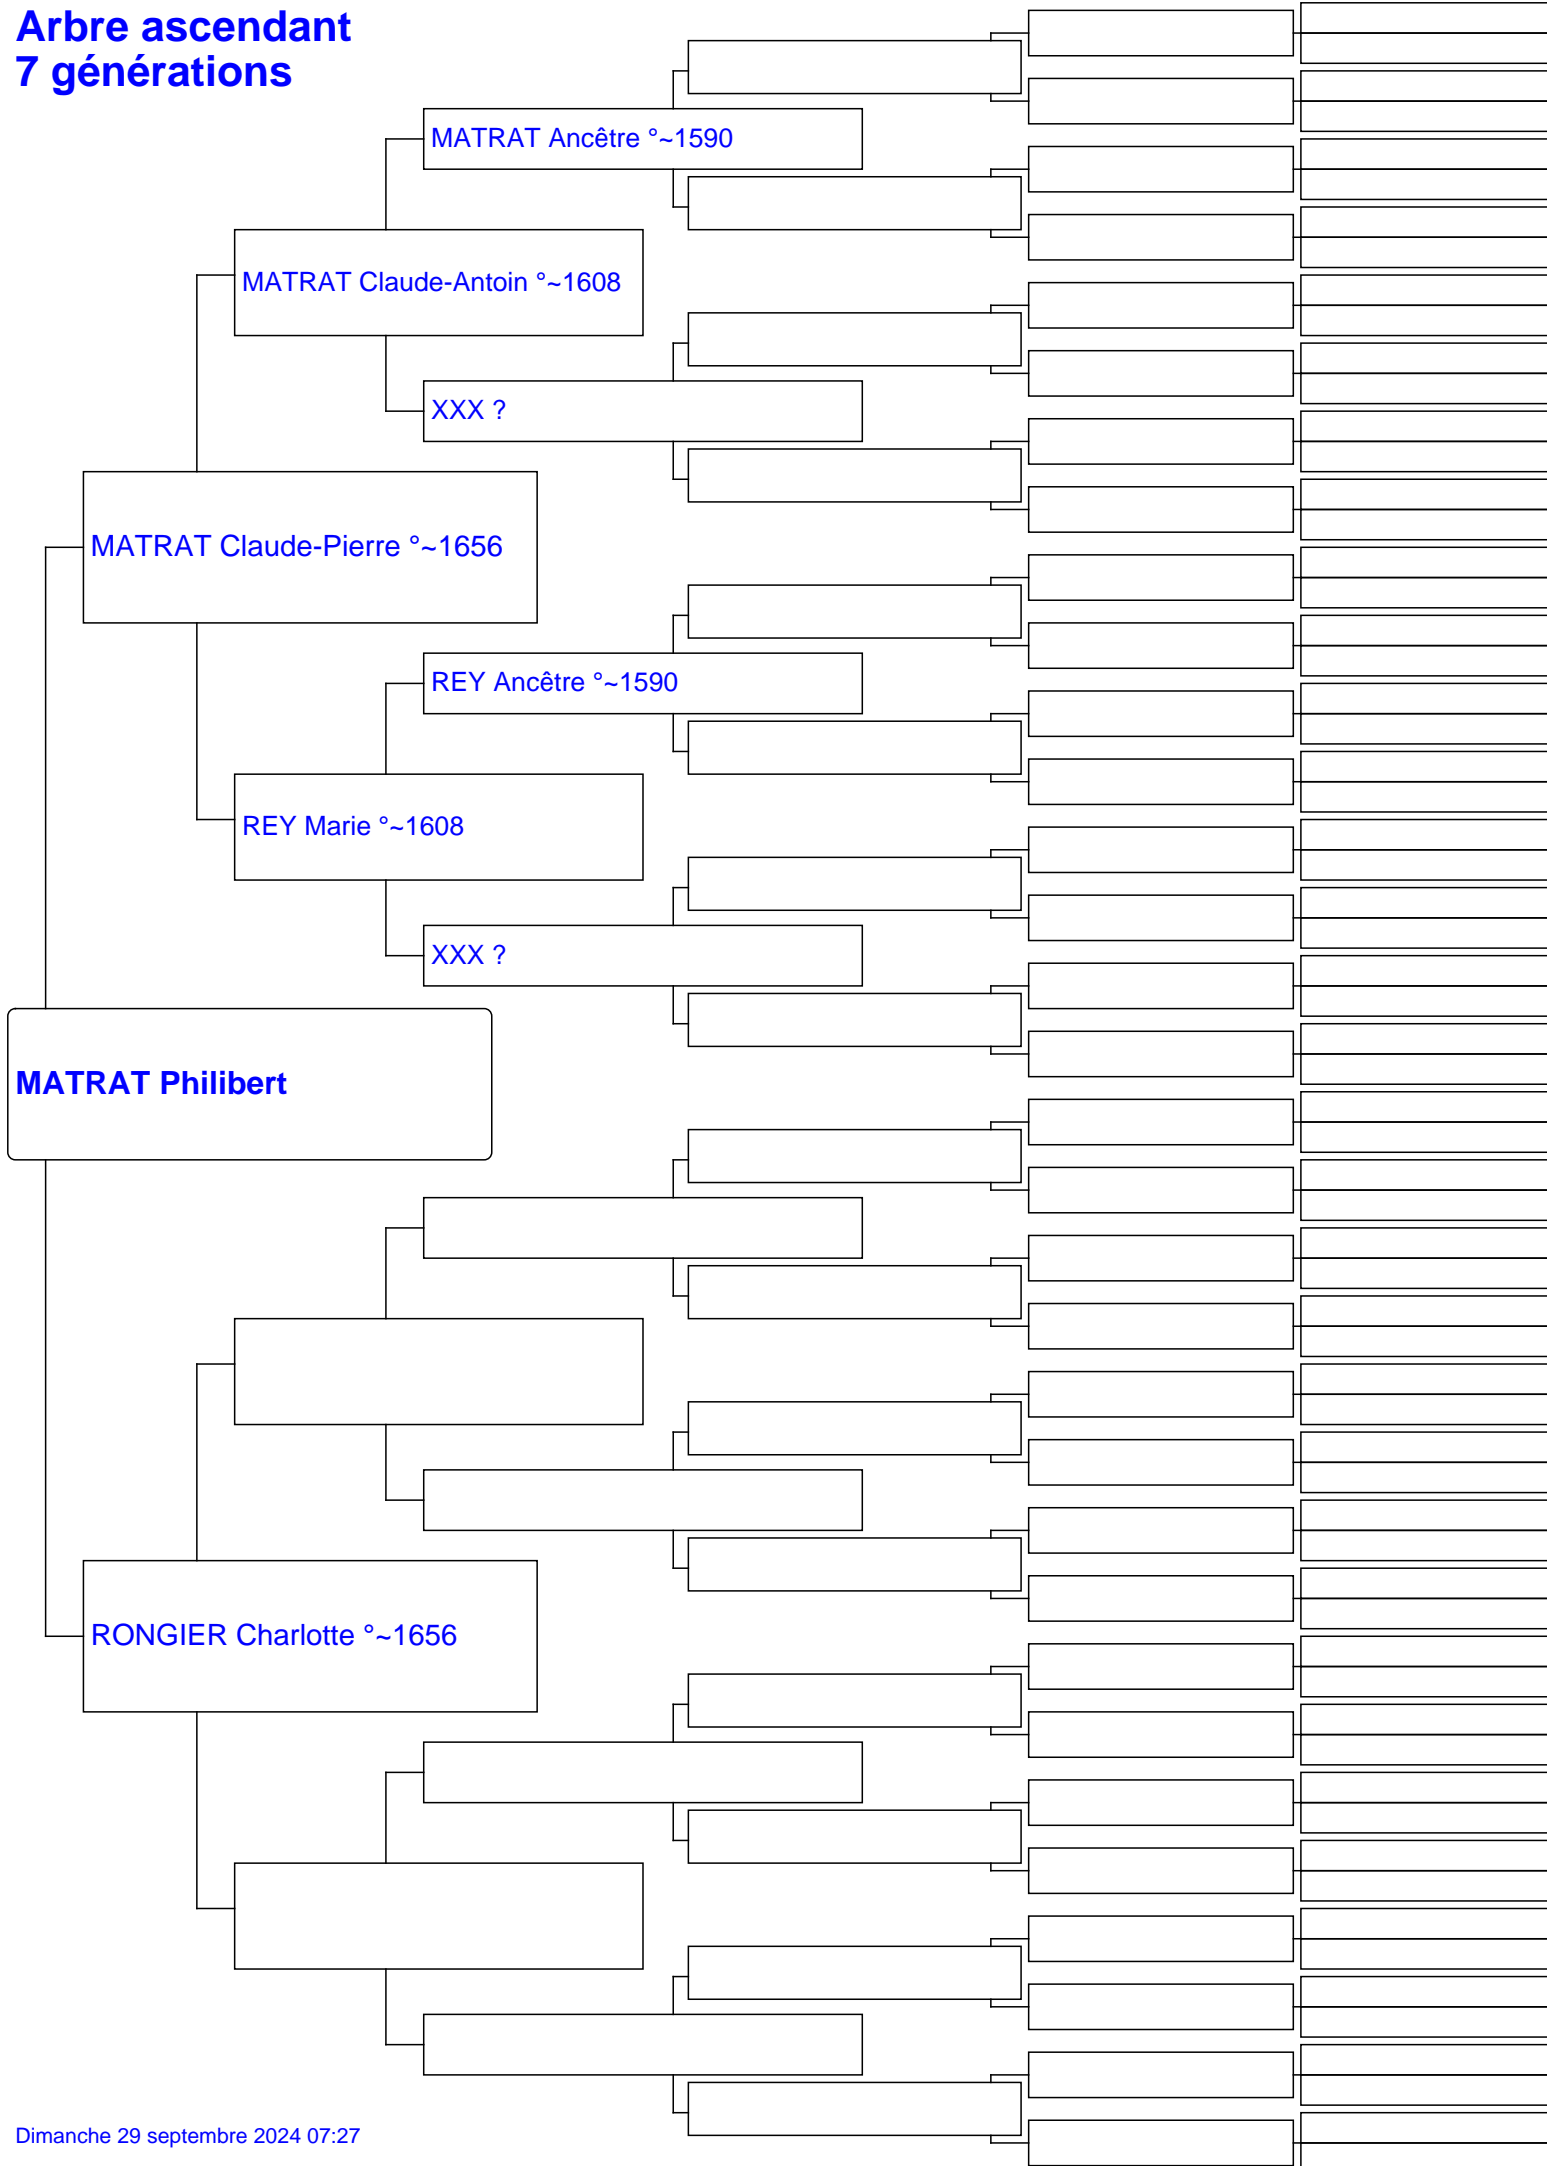 Arbre ascendant
7 générations
MATRAT Ancêtre °~1590
MATRAT Claude-Antoin °~1608
XXX ?
MATRAT Claude-Pierre °~1656
REY Ancêtre °~1590
REY Marie °~1608
XXX ?
MATRAT Philibert
RONGIER Charlotte °~1656
Dimanche 29 septembre 2024 07:27